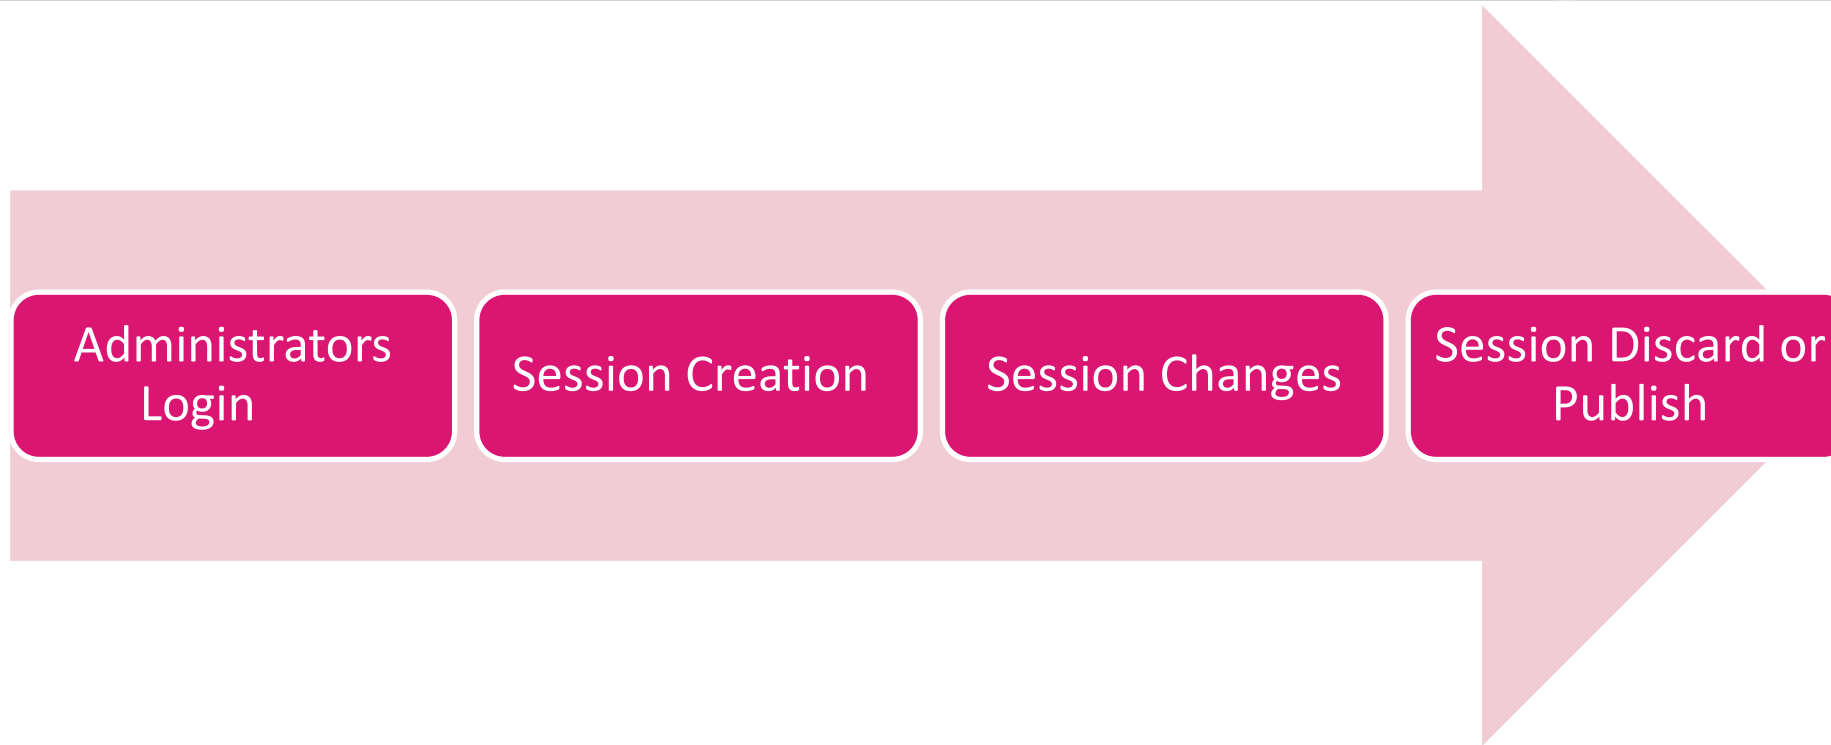 Administrators
Login
Session Creation
Session Changes
Session Discard or
Publish